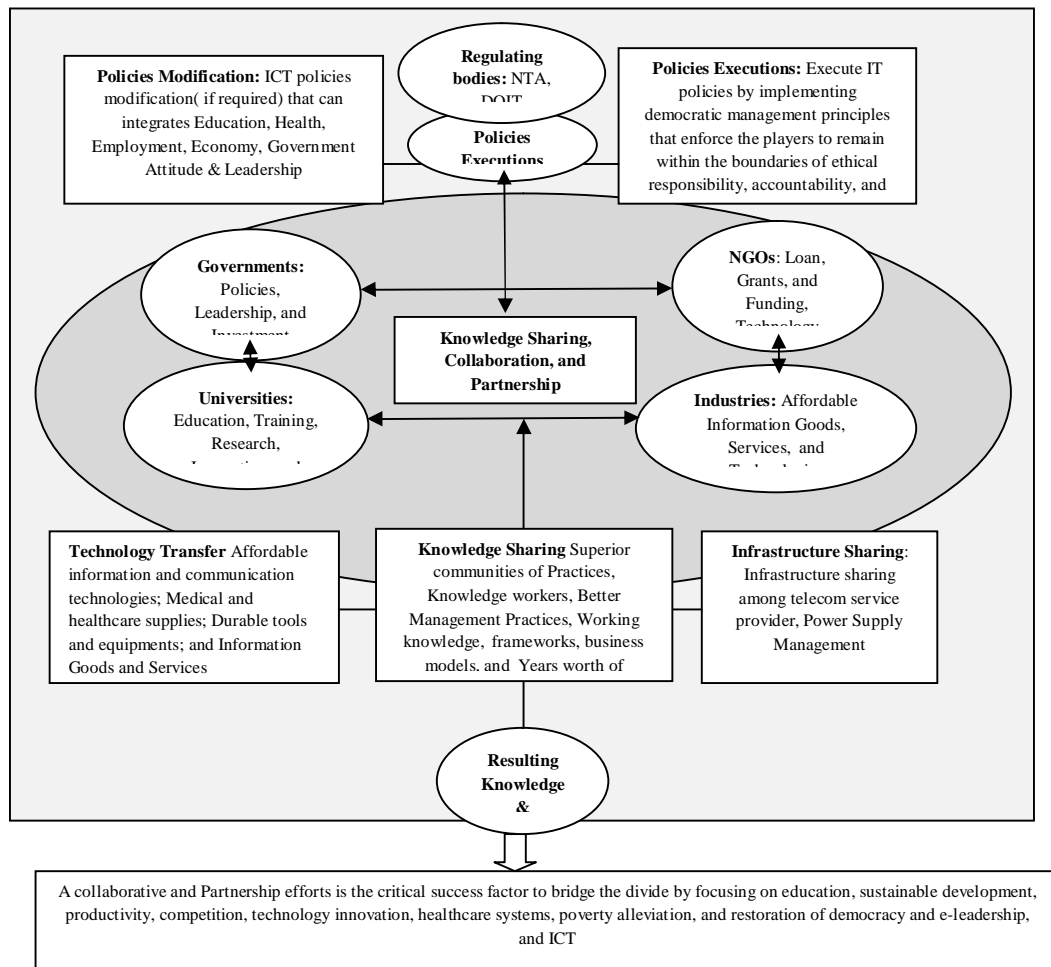 Regulating
bodies: NTA,
Policies
Policies Modification: ICT policies
modification( if required) that can
integrates Education, Health,
Employment, Economy, Government
Attitude & Leadership
Policies Executions: Execute IT
policies by implementing
democratic management principles
that enforce the players to remain
within the boundaries of ethical
responsibility, accountability, and
Governments:
Policies,
Leadership, and
NGOs: Loan,
Grants, and
Funding,
Knowledge Sharing,
Collaboration, and
Partnership
Universities:
Education, Training,
Research,
Industries: Affordable
Information Goods,
Services, and
Technology Transfer Affordable
information and communication
technologies; Medical and
healthcare supplies; Durable tools
and equipments; and Information
Goods and Services
Knowledge Sharing Superior
communities of Practices,
Knowledge workers, Better
Management Practices, Working
knowledge, frameworks, business
models, and Years worth of
Infrastructure Sharing:
Infrastructure sharing
among telecom service
provider, Power Supply
Management
Resulting
Knowledge
&
A collaborative and Partnership efforts is the critical success factor to bridge the divide by focusing on education, sustainable development,
productivity, competition, technology innovation, healthcare systems, poverty alleviation, and restoration of democracy and e-leadership,
and ICT